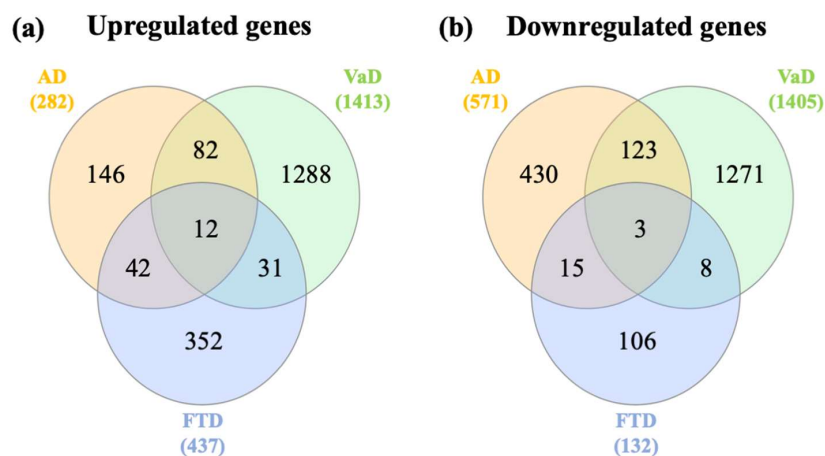 (a) Upregulated genes
AD
(282)
VaD
(1413)
82
146
1288
12
42
31
352
FTD
(437)
(b) Downregulated genes
AD
(571)
VaD
(1405)
123
430
1271
3
15
8
106
FTD
(132)